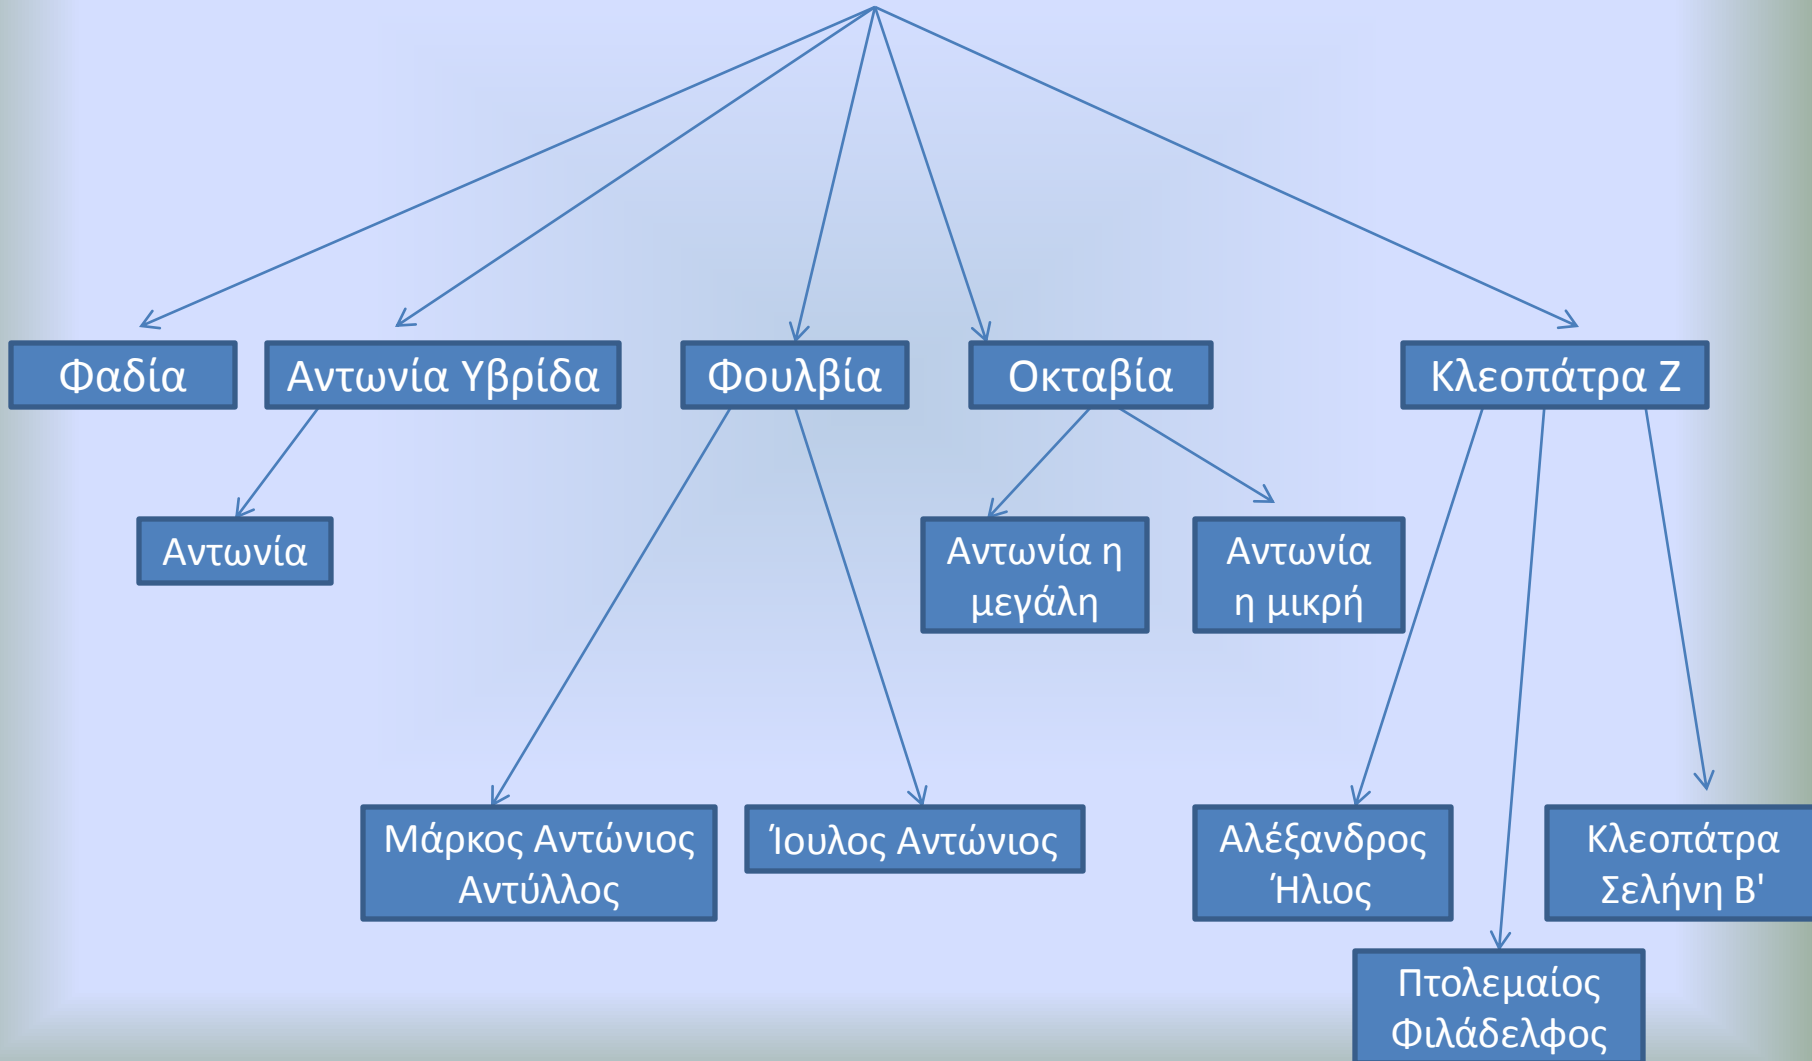 Φαδία
Αντωνία Υβρίδα
Φουλβία
Οκταβία
Κλεοπάτρα Ζ
Αντωνία
Αντωνία η
μεγάλη
Αντωνία
η μικρή
Μάρκος Αντώνιος
Αντύλλος
Ίουλος Αντώνιος
Αλέξανδρος
Ήλιος
Κλεοπάτρα
Σελήνη Β'
Πτολεμαίος
Φιλάδελφος